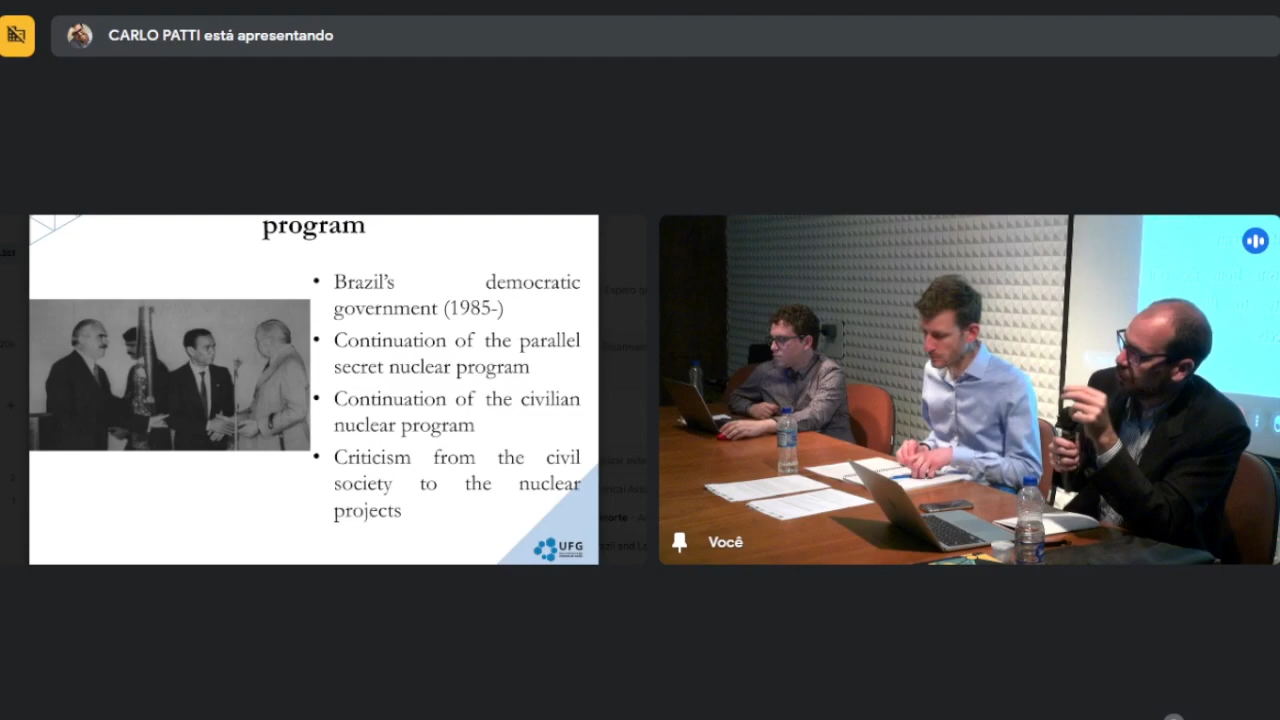 CARLO PATTI está apresentando
program
• Brazil's democratic
government (1985-)
• Continuation of the parallel
secret nuclear program
• Continuation of the civilian
nuclear program
• Criticism from the civil
society to the nuclear
projects
UFG
Você